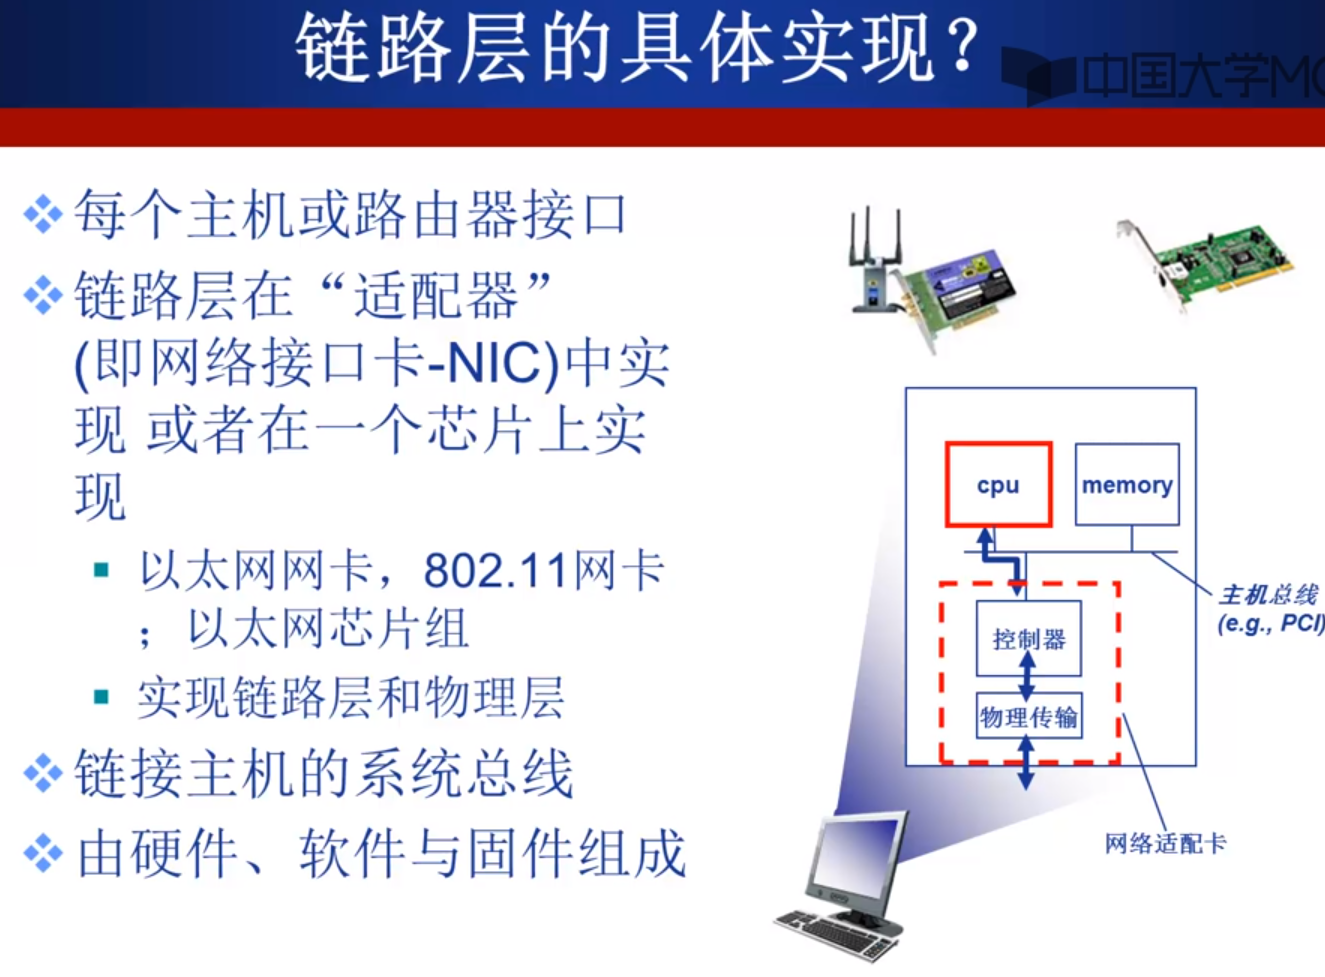 链路层的具体实现？
中国大学MO
每个主机或路由器接口
链路层在“适配器”
(即网络接口卡-NIC)中实
现 或者在一个芯片上实
现
以太网网卡，802.11网卡
；以太网芯片组
实现链路层和物理层
链接主机的系统总线
由硬件、软件与固件组成
cpu
memory
主机总线
(e.g., PCI)
控制器
物理传输
网络适配卡